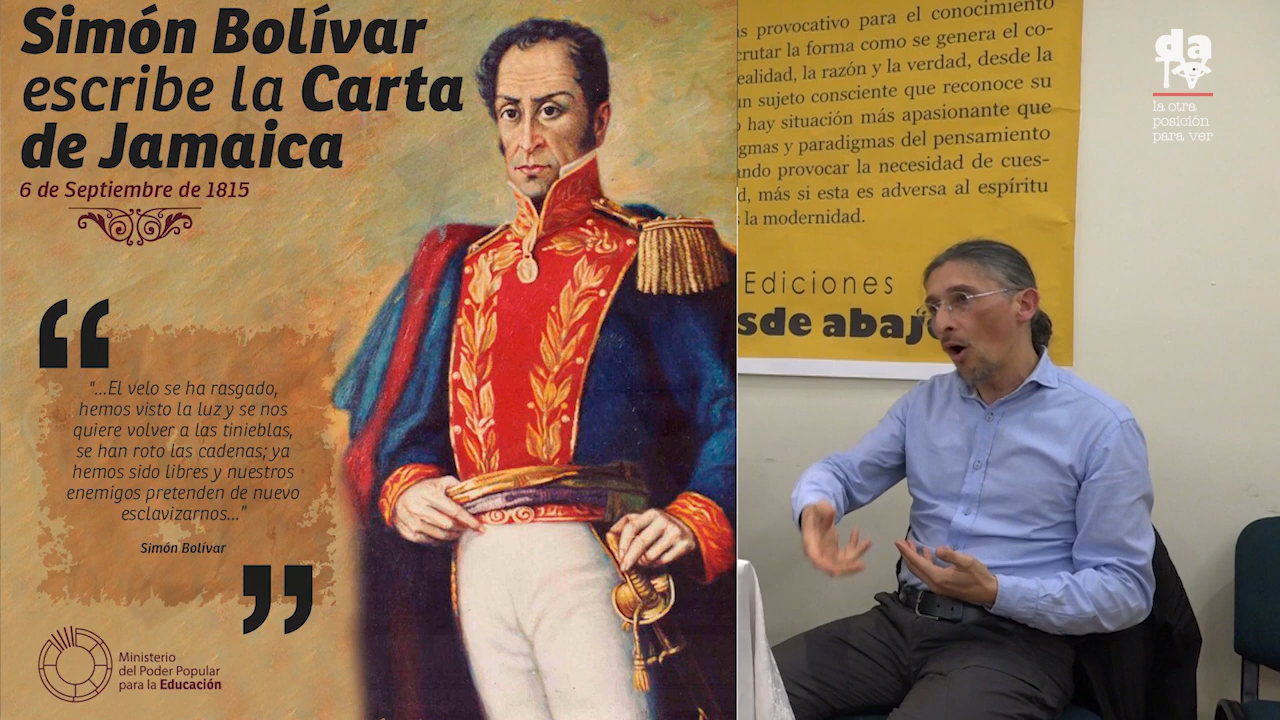 Simón Bolívar
escribe la Carta
de Jamaica
6 de Septiembre de 1815
“
"...El velo se ha rasgado,
hemos visto la luz y se nos
quiere volver a las tinieblas,
se han roto las cadenas; ya
hemos sido libres y nuestros
enemigos pretenden de nuevo
esclavizarnos..."
Simón Bolívar
”
Ministerio
del Poder Popular
para la Educación
provocativo para el conocimiento
crutar la forma como se genera el co-
ealidad, la razón y la verdad, desde la
un sujeto consciente que reconoce su
hay situación más apasionante que
gmas y paradigmas del pensamiento
ando provocar la necesidad de cues-
d, más si esta es adversa al espíritu
la modernidad.
Ediciones
sde abajo
la otra
posición
para ver